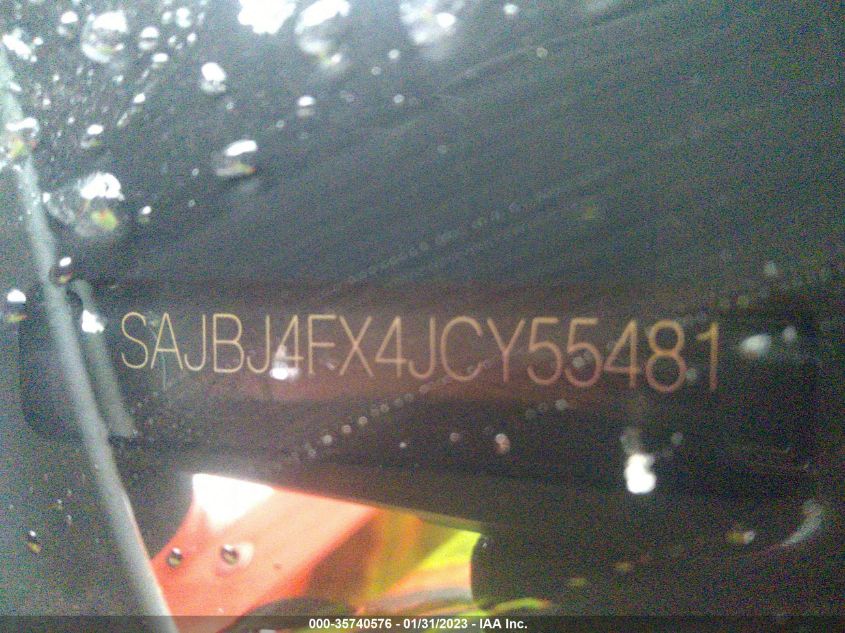 SAJBJ4FX4JCY55481
000-35740576 - 01/31/2023 - IAA Inc.